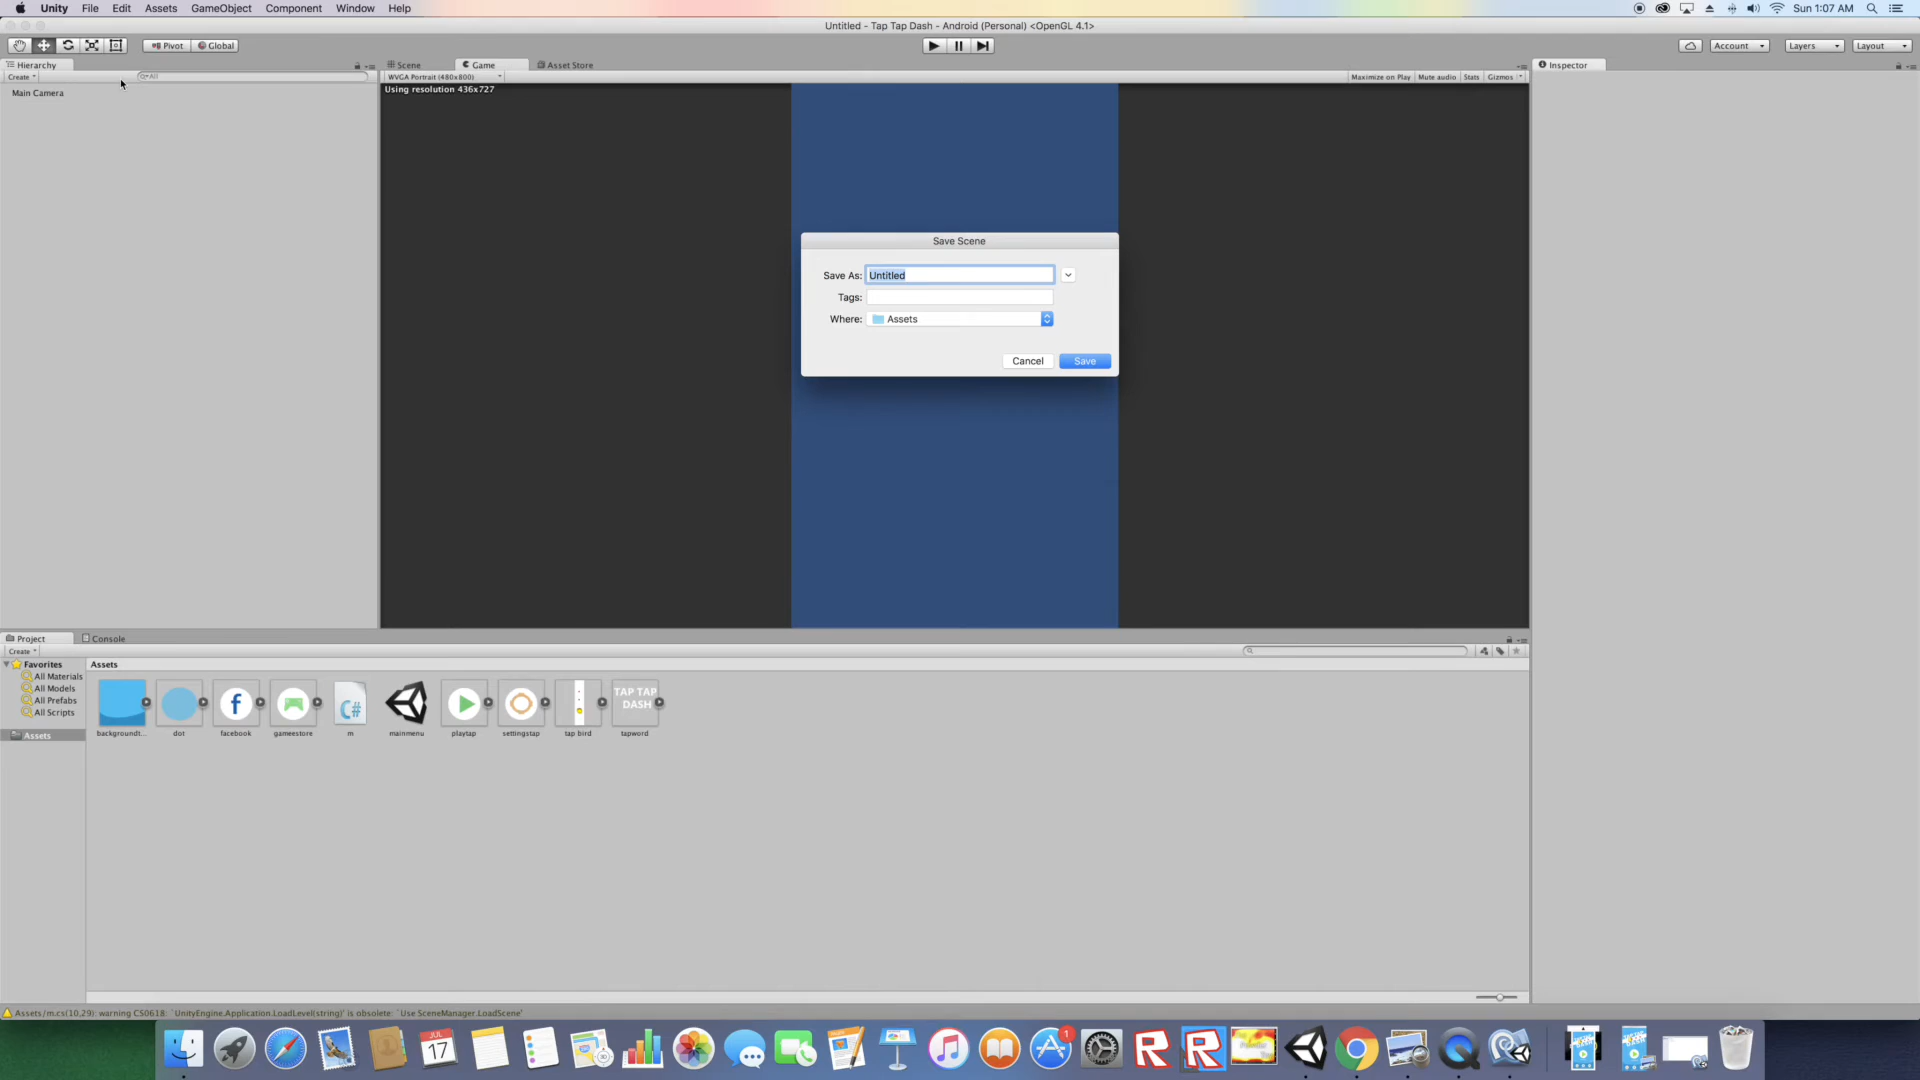 Unity File Edit Assets GameObject Component Window Help Sun 1:07 AM
Untitled - Tap Tap Dash - Android (Personal) <OpenGL 4.1>
Pivot Global Account Layers Layout
Hierarchy Scene Game Asset Store Inspector
Create All WVGA Portrait (480x800) Maximize on Play Mute audio Stats Gizmos
Main Camera
Using resolution 436x727
Save Scene
Save As: Untitled
Tags:
Where: Assets
Cancel Save
Project Console
Create
Favorites Assets
All Materials
All Models
All Prefabs
All Scripts
Assets
TAP TAP
DASH
C#
backgroundt... dot facebook gameestore m mainmenu playtap settingstap tap bird tapword
Assets/m.cs(10,29): warning CS0618: `UnityEngine.Application.LoadLevel(string)' is obsolete: `Use SceneManager.LoadScene'
JUL
17
1